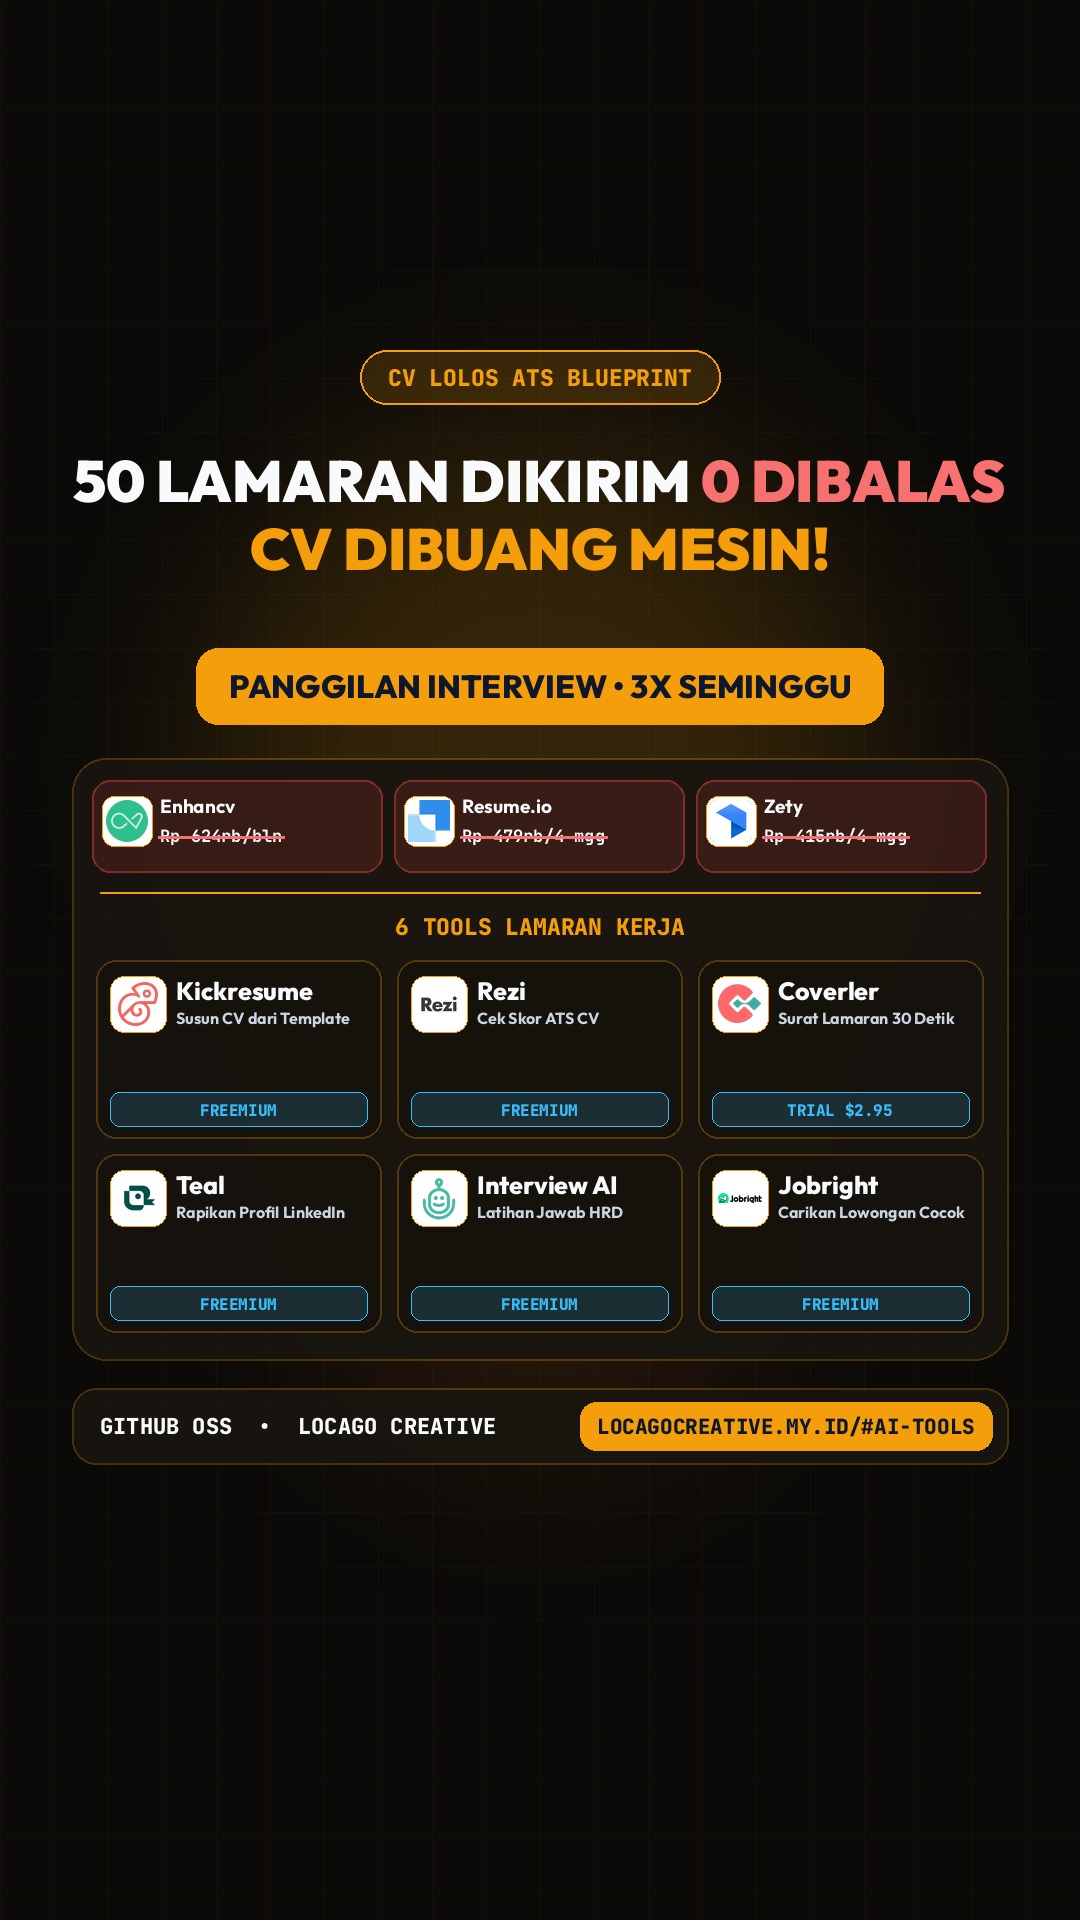 CV LOLOS ATS BLUEPRINT
50 LAMARAN DIKIRIM 0 DIBALAS
CV DIBUANG MESIN!
PANGGILAN INTERVIEW • 3X SEMINGGU
Enhancv
Rp 624rb/bln
Resume.io
Rp 479rb/4 mgg
Zety
Rp 415rb/4 mgg
6 TOOLS LAMARAN KERJA
Kickresume
Susun CV dari Template
FREEMIUM
Rezi
Rezi
Cek Skor ATS CV
FREEMIUM
Coverler
Surat Lamaran 30 Detik
TRIAL $2.95
Teal
Rapikan Profil LinkedIn
FREEMIUM
Interview AI
Latihan Jawab HRD
FREEMIUM
Jobright
Jobright
Carikan Lowongan Cocok
FREEMIUM
GITHUB OSS • LOCAGO CREATIVE
LOCAGOCREATIVE.MY.ID/#AI-TOOLS